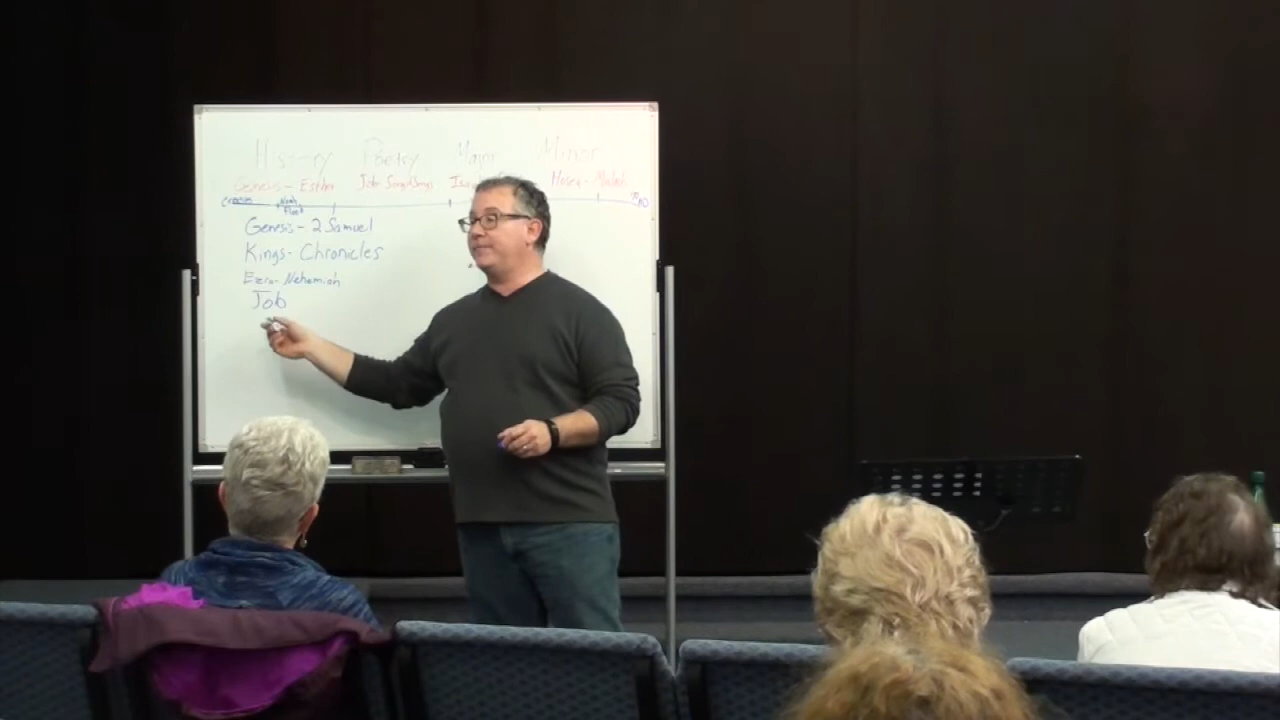 History Poetry Major Minor
Genesis - Esther Job - Song of Songs Hosea - Malachi
Creation Noah
Flood
Genesis - 2 Samuel
Kings - Chronicles
Ezra - Nehemiah
Job